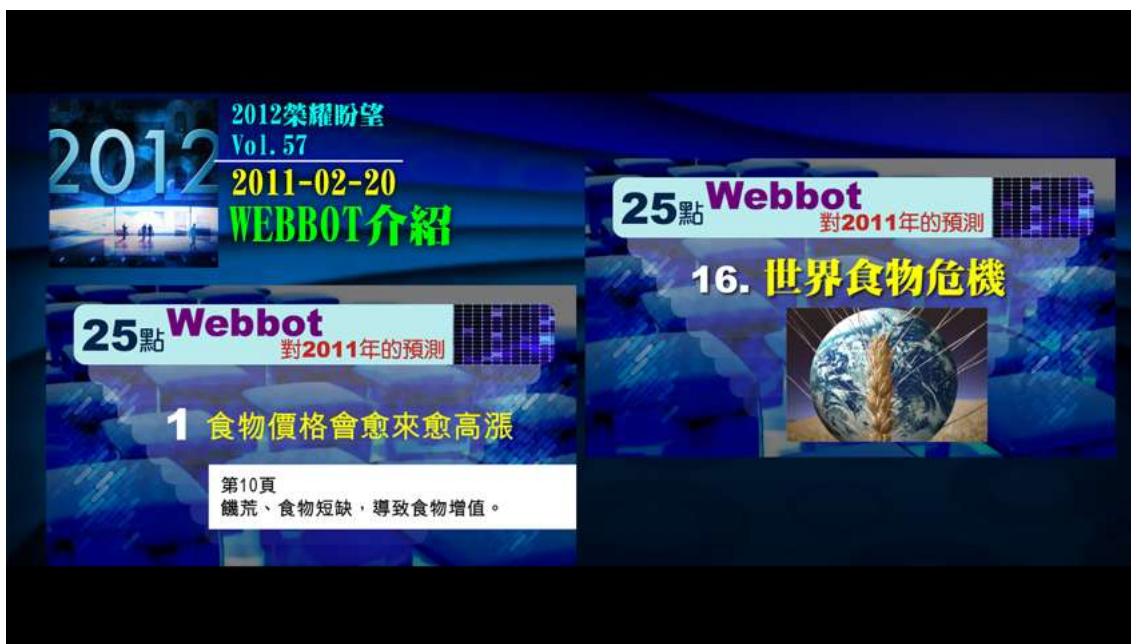 2012
2012榮耀盼望
Vol. 57
2011-02-20
WEBBOT介紹
25點Webbot
對2011年的預測
1 食物價格會愈來愈高漲
第10頁
饑荒、食物短缺，導致食物增值。
25點Webbot
對2011年的預測
16. 世界食物危機